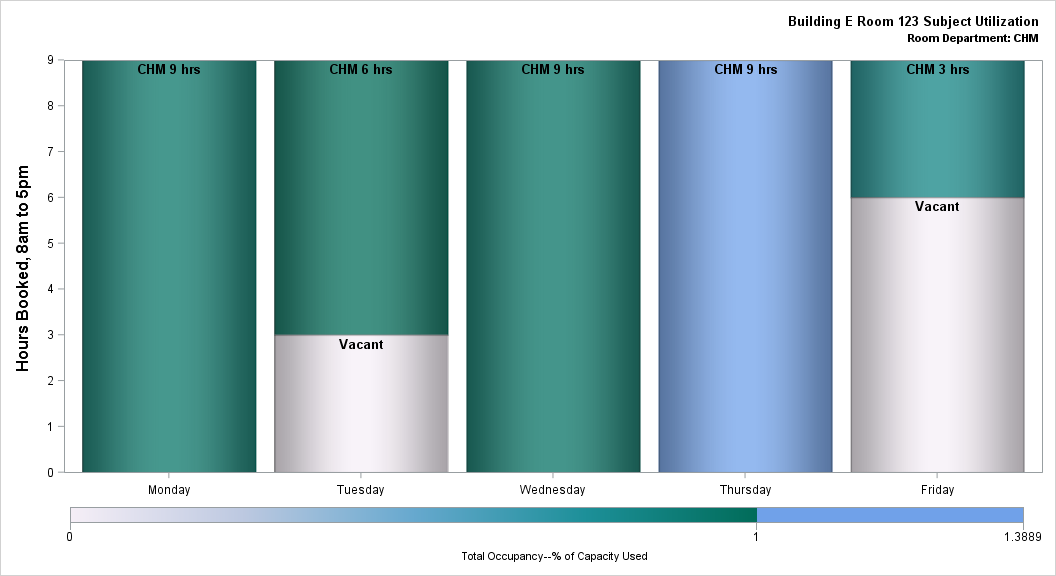 Building E Room 123 Subject Utilization
Room Department: CHM
Hours Booked, 8am to 5pm
9
8
7
6
5
4
3
2
1
0
CHM 9 hrs
CHM 6 hrs
CHM 9 hrs
CHM 9 hrs
CHM 3 hrs
Vacant
Vacant
Monday
Tuesday
Wednesday
Thursday
Friday
0
1
1.3889
Total Occupancy--% of Capacity Used